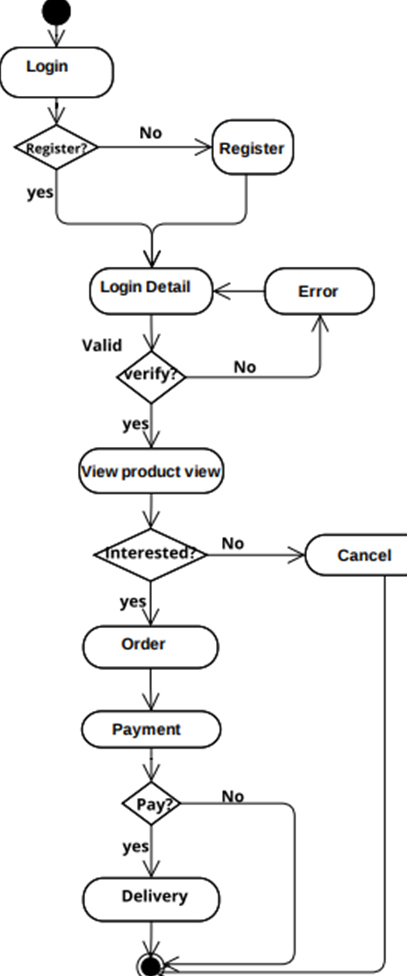 Login
No
Register?
Register
yes
Login Detail
Error
Valid
verify?
No
yes
View product view
No
Interested?
Cancel
yes
Order
Payment
No
Pay?
yes
Delivery